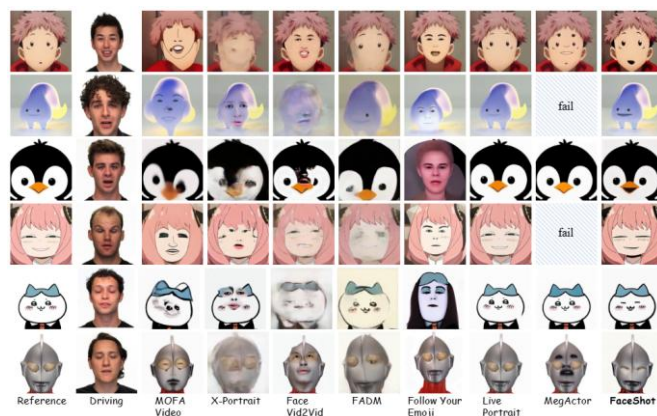 fail
fail
Reference Driving MOFA Video X-Portrait Face Vid2Vid FADM Follow Your Emoji Live Portrait MegActor FaceShot